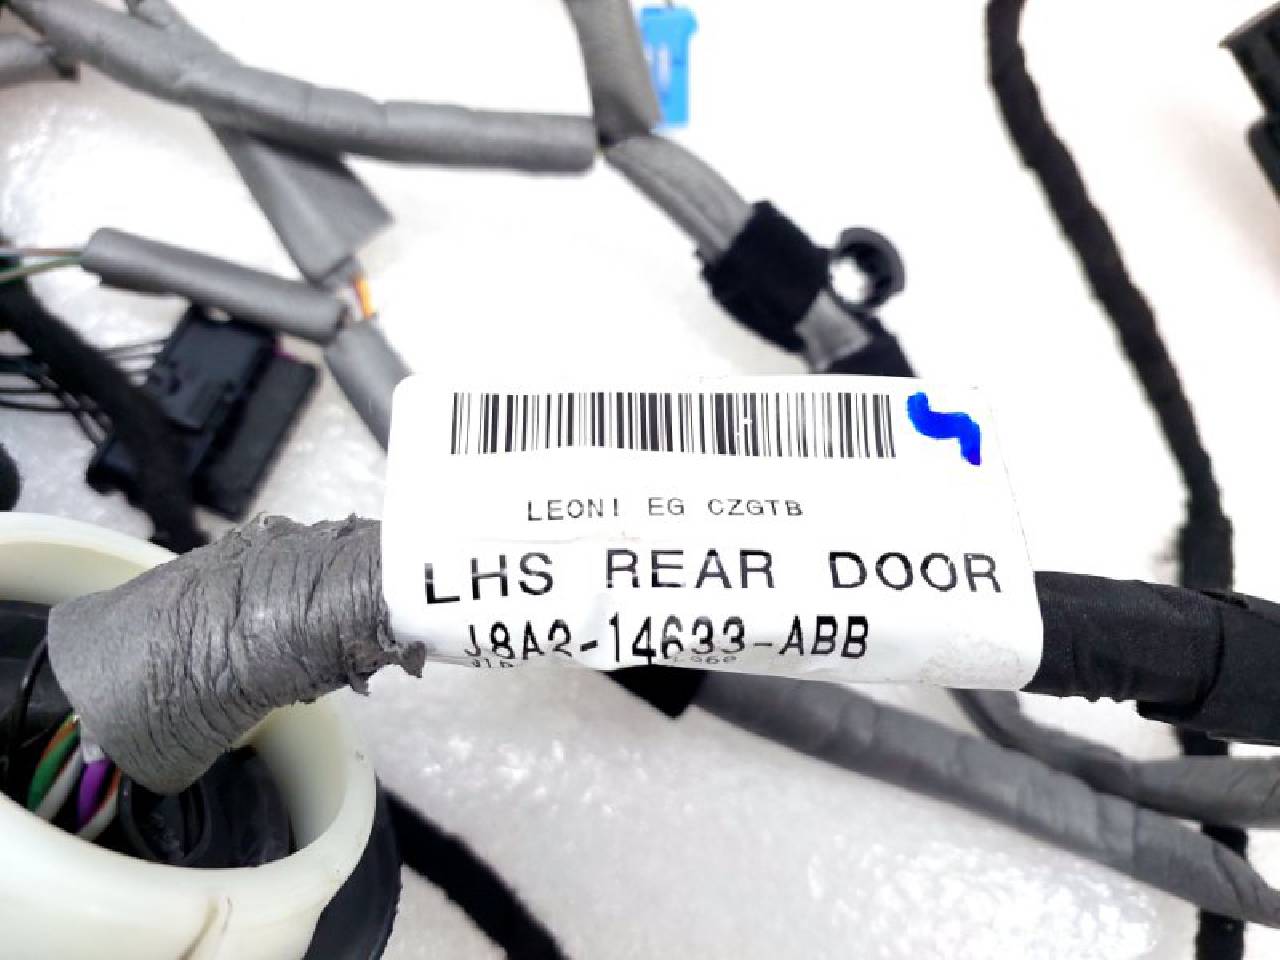 LEONI EG CZGTB
LHS REAR DOOR
J8A2-14633-ABB